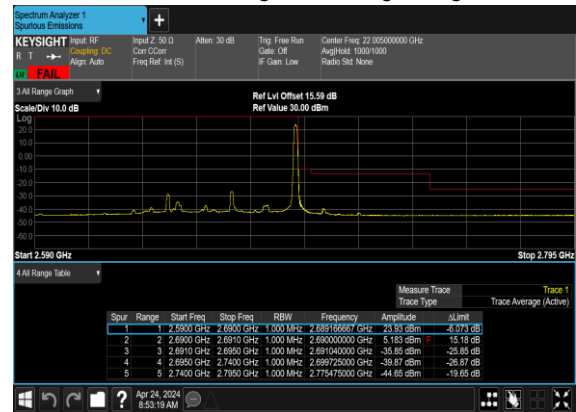 Spectrum Analyzer 1
Spurious Emissions
KEYSIGHT Input: RF Input Z: 50 Ω Atten: 30 dB Trig: Free Run Center Freq: 22.005000000 GHz
R T Coupling: DC Corr CCorr Gate: Off Avg|Hold: 1000/1000
Align: Auto Freq Ref: Int (S) IF Gain: Low Radio Std: None
FAIL
3 All Range Graph
Ref Lvl Offset 15.59 dB
Scale/Div 10.0 dB Ref Value 30.00 dBm
Log
20.0
10.0
0.00
-10.0
-20.0
-30.0
-40.0
-50.0
-60.0
Start 2.590 GHz Stop 2.795 GHz
4 All Range Table
Measure Trace Trace 1
Trace Type Trace Average (Active)
Spur Range Start Freq Stop Freq RBW Frequency Amplitude ΔLimit
1 1 2.5900 GHz 2.6900 GHz 1.000 MHz 2.689166667 GHz 23.93 dBm -6.073 dB
2 2 2.6900 GHz 2.6910 GHz 1.000 MHz 2.690000000 GHz 5.183 dBm F 15.18 dB
3 3 2.6910 GHz 2.6950 GHz 1.000 MHz 2.691040000 GHz -35.85 dBm -25.85 dB
4 4 2.6950 GHz 2.7400 GHz 1.000 MHz 2.699725000 GHz -39.87 dBm -26.87 dB
5 5 2.7400 GHz 2.7950 GHz 1.000 MHz 2.775475000 GHz -44.65 dBm -19.65 dB
Apr 24, 2024
8:53:19 AM